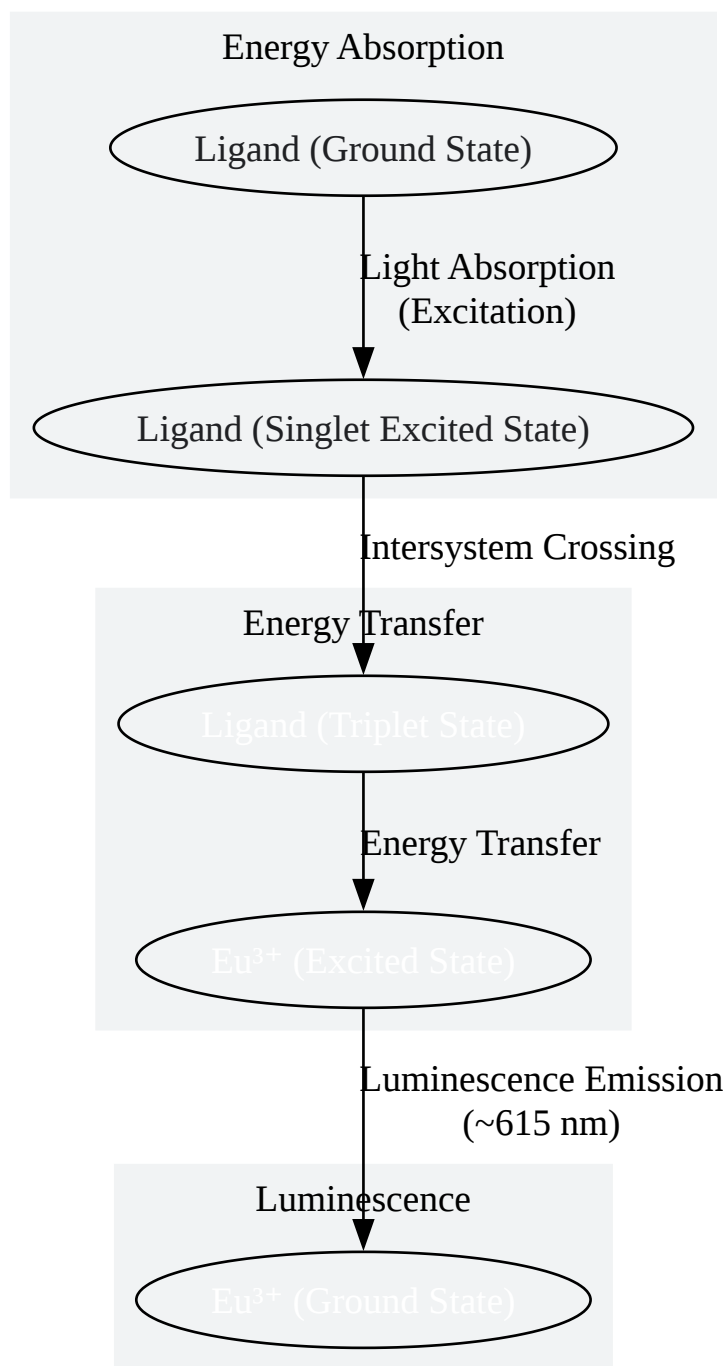 Energy Absorption
Ligand (Ground State)
Light Absorption
(Excitation)
Ligand (Singlet Excited State)
Intersystem Crossing
Energy Transfer
Ligand (Triplet State)
Energy Transfer
Eu³⁺ (Excited State)
Luminescence Emission
(~615 nm)
Luminescence
Eu³⁺ (Ground State)